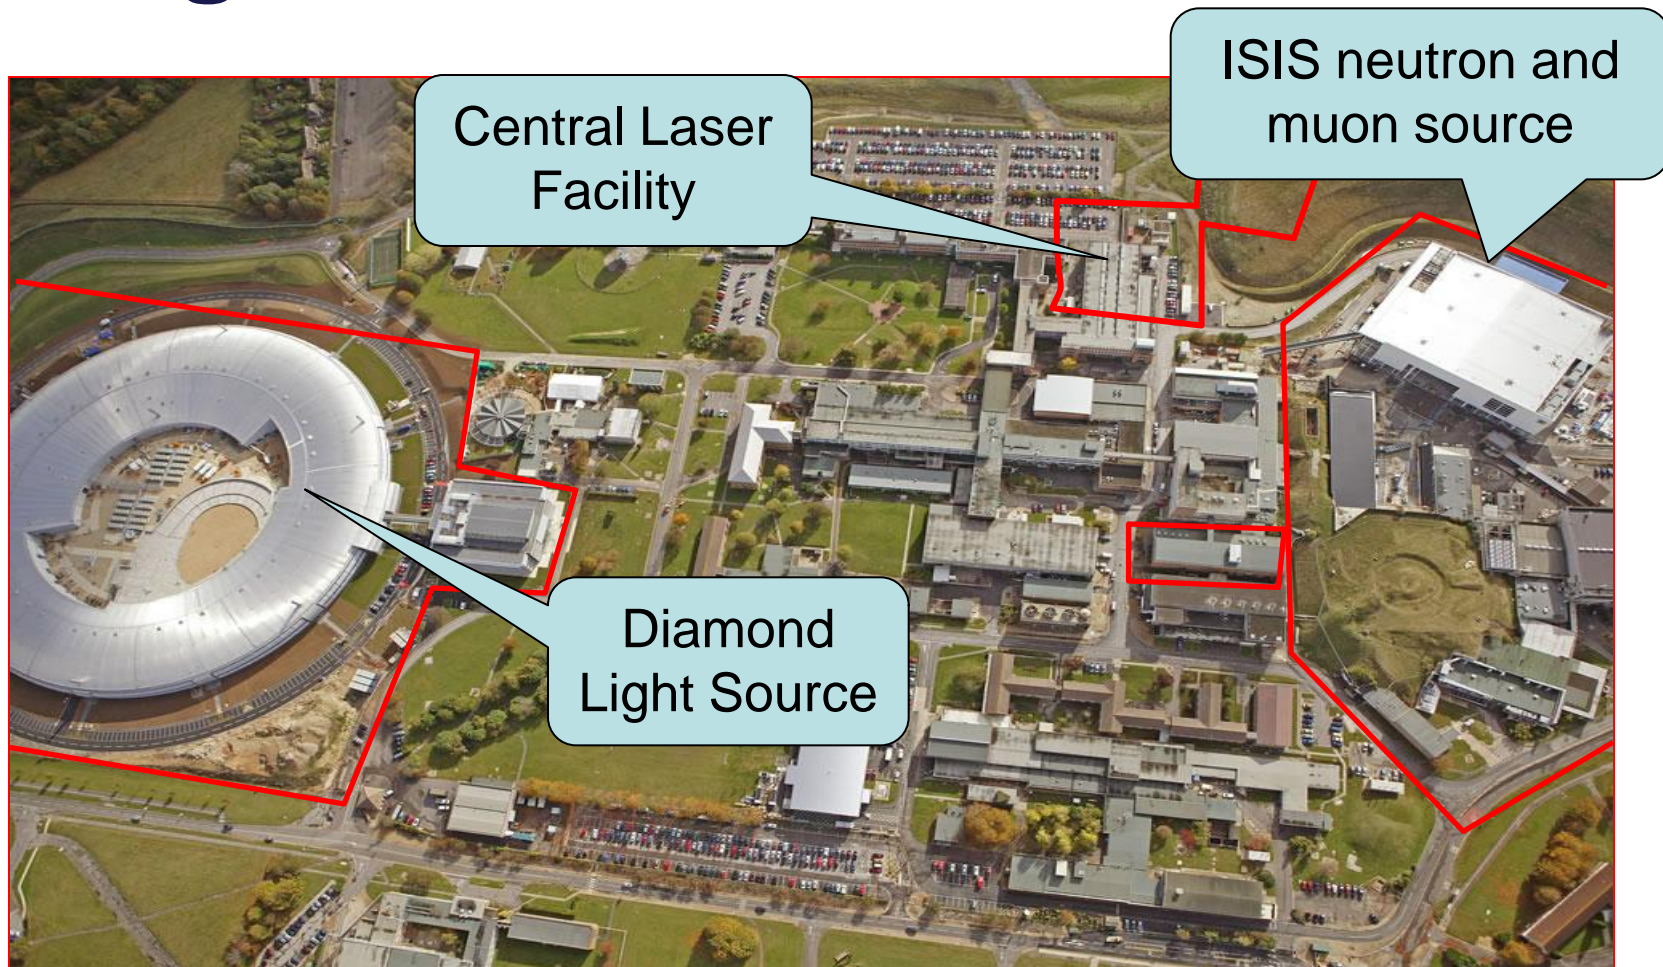 ISIS neutron and
muon source
Central Laser
Facility
Diamond
Light Source